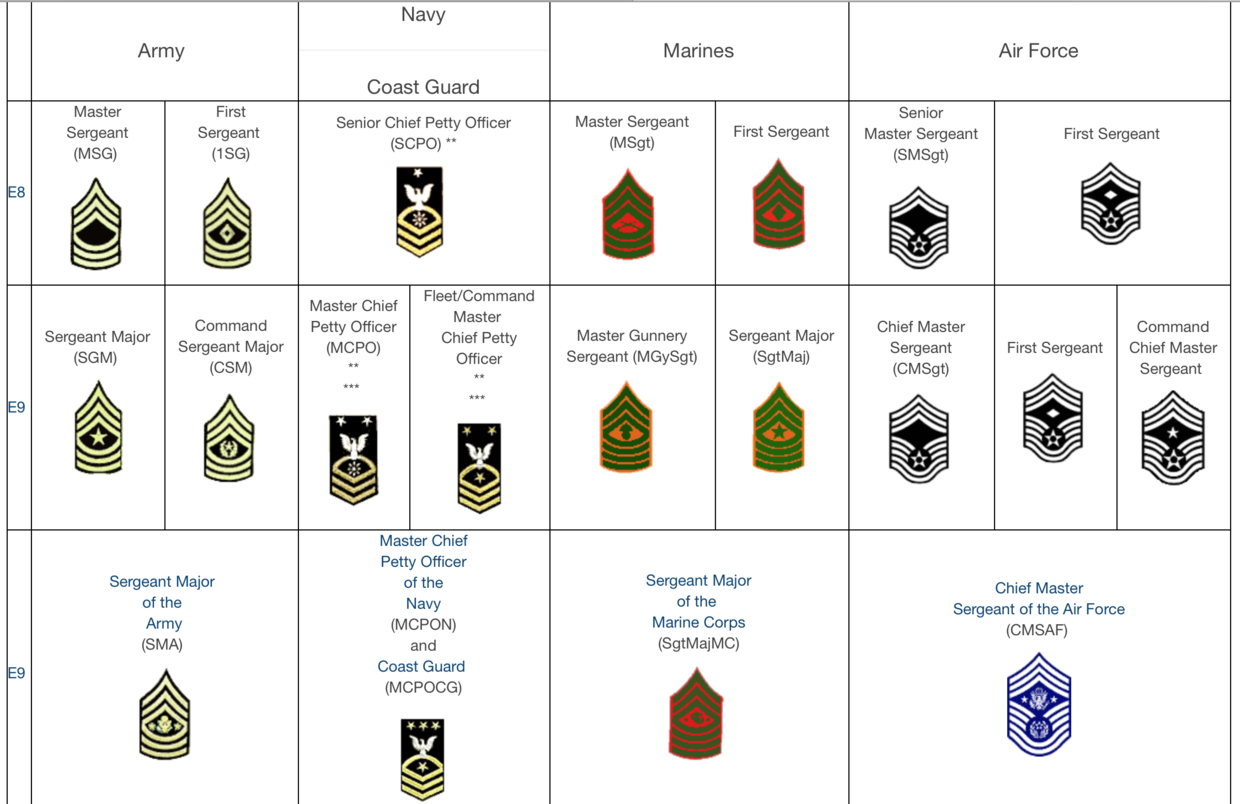 Army
Navy
Coast Guard
Marines
Air Force
E8
Master
Sergeant
(MSG)
First
Sergeant
(1SG)
Senior Chief Petty Officer
(SCPO) **
Master Sergeant
(MSgt)
First Sergeant
Senior
Master Sergeant
(SMSgt)
First Sergeant
E9
Sergeant Major
(SGM)
Command
Sergeant Major
(CSM)
Master Chief
Petty Officer
(MCPO)
**
***
Fleet/Command
Master
Chief Petty
Officer
**
***
Master Gunnery
Sergeant (MGySgt)
Sergeant Major
(SgtMaj)
Chief Master
Sergeant
(CMSgt)
First Sergeant
Command
Chief Master
Sergeant
E9
Sergeant Major
of the
Army
(SMA)
Master Chief
Petty Officer
of the
Navy
(MCPON)
and
Coast Guard
(MCPOCG)
Sergeant Major
of the
Marine Corps
(SgtMajMC)
Chief Master
Sergeant of the Air Force
(CMSAF)